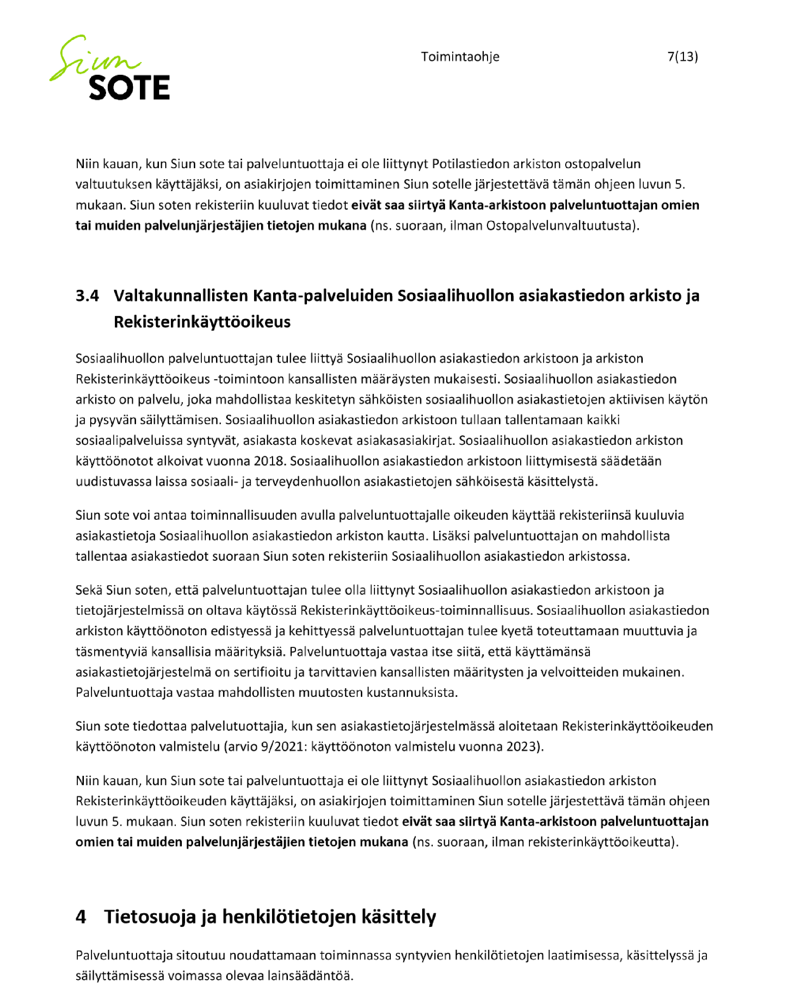 Siun
SOTE
Toimintaohje
7(13)
Niin kauan, kun Siun sote tai palveluntuottaja ei ole liittynyt Potilastiedon arkiston ostopalvelun
valtuutuksen käyttäjäksi, on asiakirjojen toimittaminen Siun sotelle järjestettävä tämän ohjeen luvun 5.
mukaan. Siun soten rekisteriin kuuluvat tiedot eivät saa siirtyä Kanta-arkistoon palveluntuottajan omien
tai muiden palvelunjärjestäjien tietojen mukana (ns. suoraan, ilman Ostopalvelunvaltuutusta).
3.4 Valtakunnallisten Kanta-palveluiden Sosiaalihuollon asiakastiedon arkisto ja
Rekisterinkäyttöoikeus
Sosiaalihuollon palveluntuottajan tulee liittyä Sosiaalihuollon asiakastiedon arkistoon ja arkiston
Rekisterinkäyttöoikeus -toimintoon kansallisten määräysten mukaisesti. Sosiaalihuollon asiakastiedon
arkisto on palvelu, joka mahdollistaa keskitetyn sähköisten sosiaalihuollon asiakastietojen aktiivisen käytön
ja pysyvän säilyttämisen. Sosiaalihuollon asiakastiedon arkistoon tullaan tallentamaan kaikki
sosiaalipalveluissa syntyvät, asiakasta koskevat asiakasasiakirjat. Sosiaalihuollon asiakastiedon arkiston
käyttöönotot alkoivat vuonna 2018. Sosiaalihuollon asiakastiedon arkistoon liittymisestä säädetään
uudistuvassa laissa sosiaali- ja terveydenhuollon asiakastietojen sähköisestä käsittelystä.
Siun sote voi antaa toiminnallisuuden avulla palveluntuottajalle oikeuden käyttää rekisteriinsä kuuluvia
asiakastietoja Sosiaalihuollon asiakastiedon arkiston kautta. Lisäksi palveluntuottajan on mahdollista
tallentaa asiakastiedot suoraan Siun soten rekisteriin Sosiaalihuollon asiakastiedon arkistossa.
Sekä Siun soten, että palveluntuottajan tulee olla liittynyt Sosiaalihuollon asiakastiedon arkistoon ja
tietojärjestelmissä on oltava käytössä Rekisterinkäyttöoikeus-toiminnallisuus. Sosiaalihuollon asiakastiedon
arkiston käyttöönoton edistyessä ja kehittyessä palveluntuottajan tulee kyetä toteuttamaan muuttuvia ja
täsmentyviä kansallisia määrityksiä. Palveluntuottaja vastaa itse siitä, että käyttämänsä
asiakastietojärjestelmä on sertifioitu ja tarvittavien kansallisten määritysten ja velvoitteiden mukainen.
Palveluntuottaja vastaa mahdollisten muutosten kustannuksista.
Siun sote tiedottaa palvelutuottajia, kun sen asiakastietojärjestelmässä aloitetaan Rekisterinkäyttöoikeuden
käyttöönoton valmistelu (arvio 9/2021: käyttöönoton valmistelu vuonna 2023).
Niin kauan, kun Siun sote tai palveluntuottaja ei ole liittynyt Sosiaalihuollon asiakastiedon arkiston
Rekisterinkäyttöoikeuden käyttäjäksi, on asiakirjojen toimittaminen Siun sotelle järjestettävä tämän ohjeen
luvun 5. mukaan. Siun soten rekisteriin kuuluvat tiedot eivät saa siirtyä Kanta-arkistoon palveluntuottajan
omien tai muiden palvelunjärjestäjien tietojen mukana (ns. suoraan, ilman rekisterinkäyttöoikeutta).
4 Tietosuoja ja henkilötietojen käsittely
Palveluntuottaja sitoutuu noudattamaan toiminnassa syntyvien henkilötietojen laatimisessa, käsittelyssä ja
säilyttämisessä voimassa olevaa lainsäädäntöä.